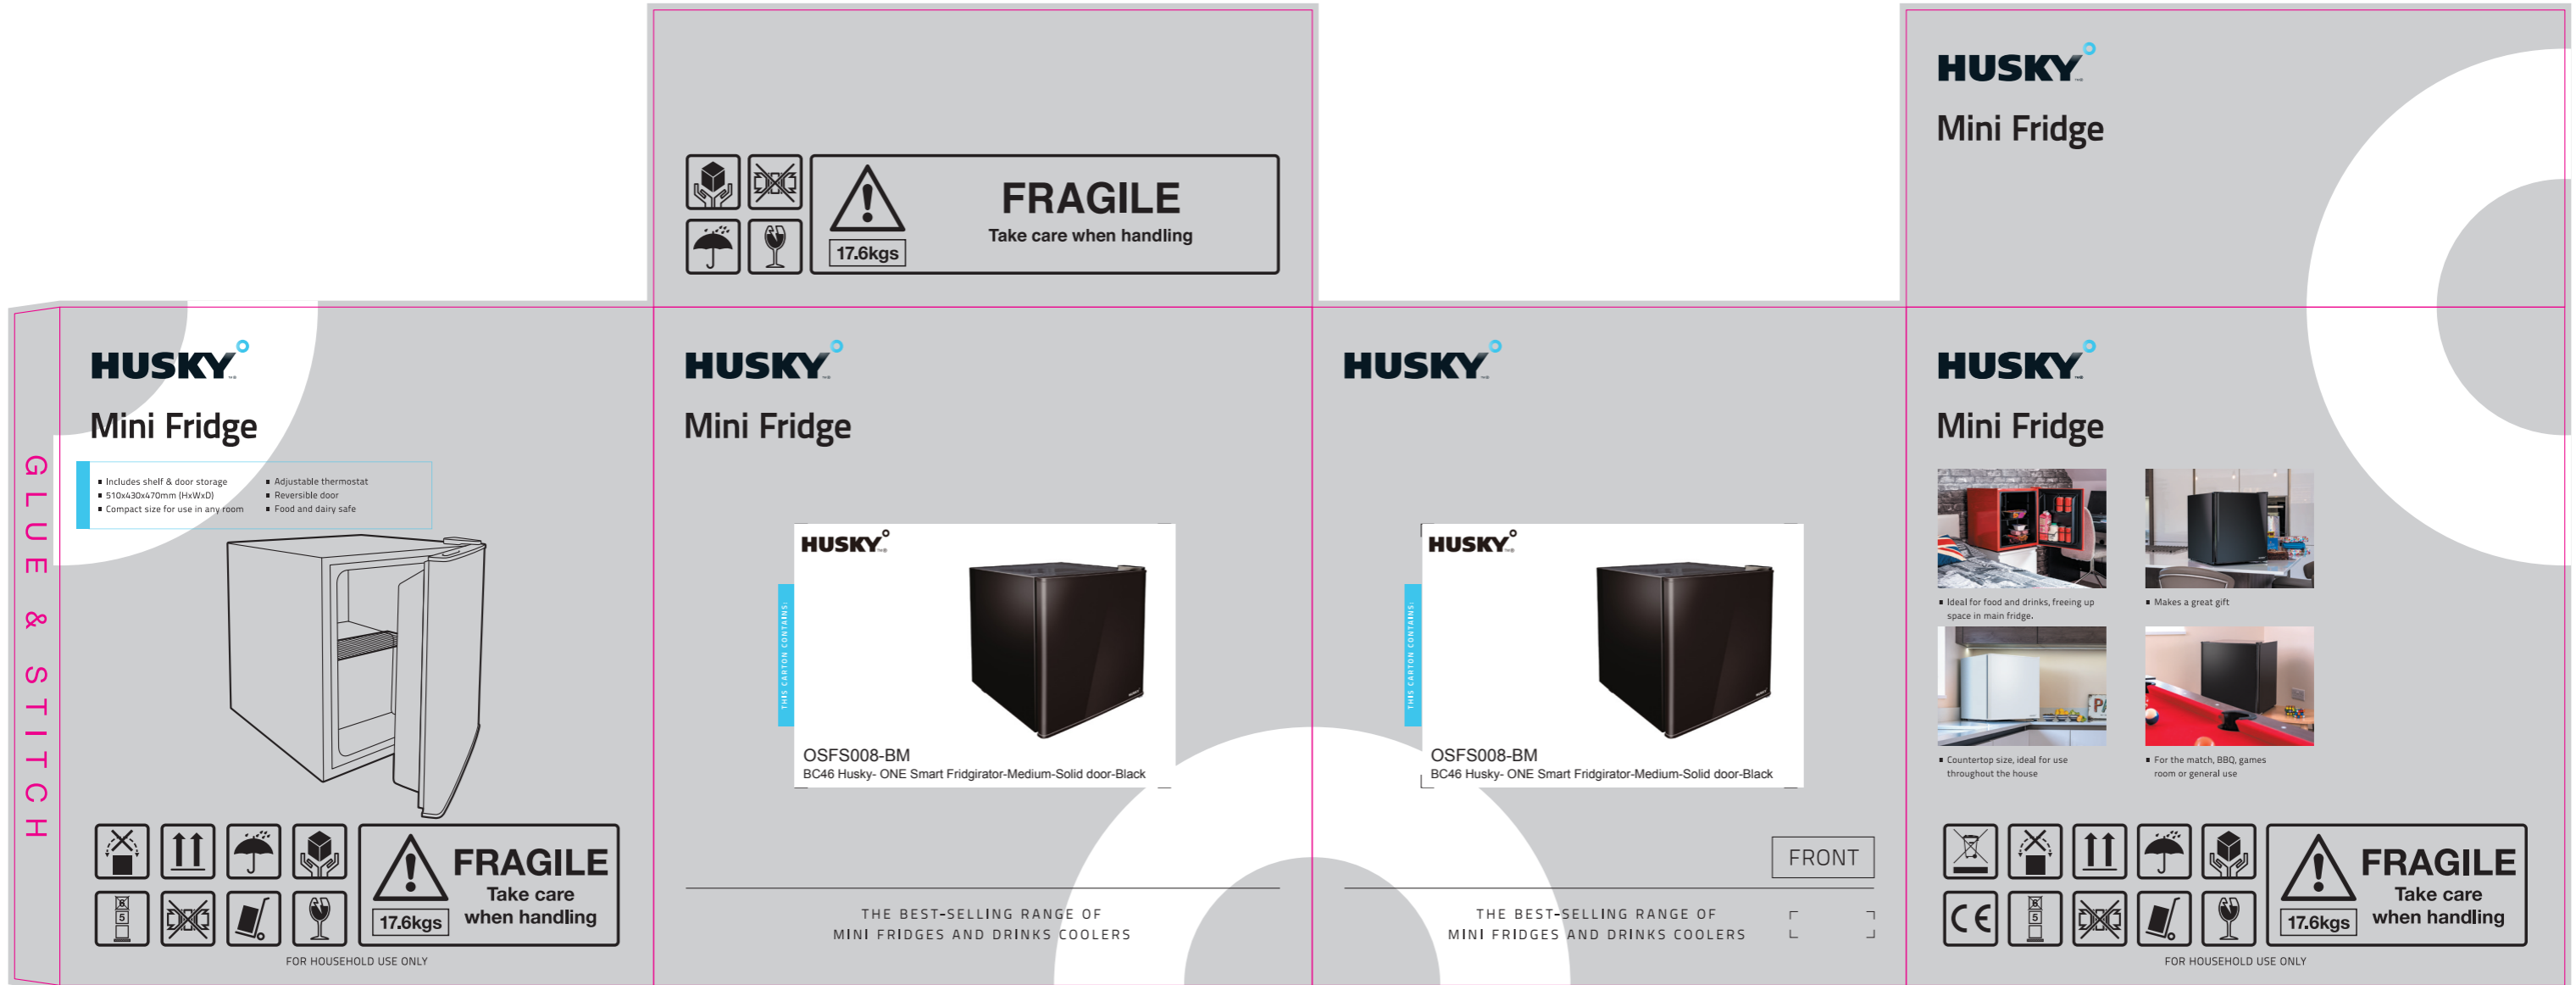 FRAGILE
Take care when handling
17.6kgs
HUSKY
Mini Fridge
GLUE & STITCH
HUSKY
Mini Fridge
Includes shelf & door storage
510x430x470mm (HxWxD)
Compact size for use in any room
Adjustable thermostat
Reversible door
Food and dairy safe
FRAGILE
Take care
when handling
17.6kgs
5
FOR HOUSEHOLD USE ONLY
HUSKY
Mini Fridge
THIS CARTON CONTAINS:
HUSKY
OSFS008-BM
BC46 Husky- ONE Smart Fridgirator-Medium-Solid door-Black
THE BEST-SELLING RANGE OF
MINI FRIDGES AND DRINKS COOLERS
HUSKY
THIS CARTON CONTAINS:
HUSKY
OSFS008-BM
BC46 Husky- ONE Smart Fridgirator-Medium-Solid door-Black
FRONT
THE BEST-SELLING RANGE OF
MINI FRIDGES AND DRINKS COOLERS
HUSKY
Mini Fridge
Ideal for food and drinks, freeing up
space in main fridge.
Makes a great gift
Countertop size, ideal for use
throughout the house
For the match, BBQ, games
room or general use
CE
5
FRAGILE
Take care
when handling
17.6kgs
FOR HOUSEHOLD USE ONLY